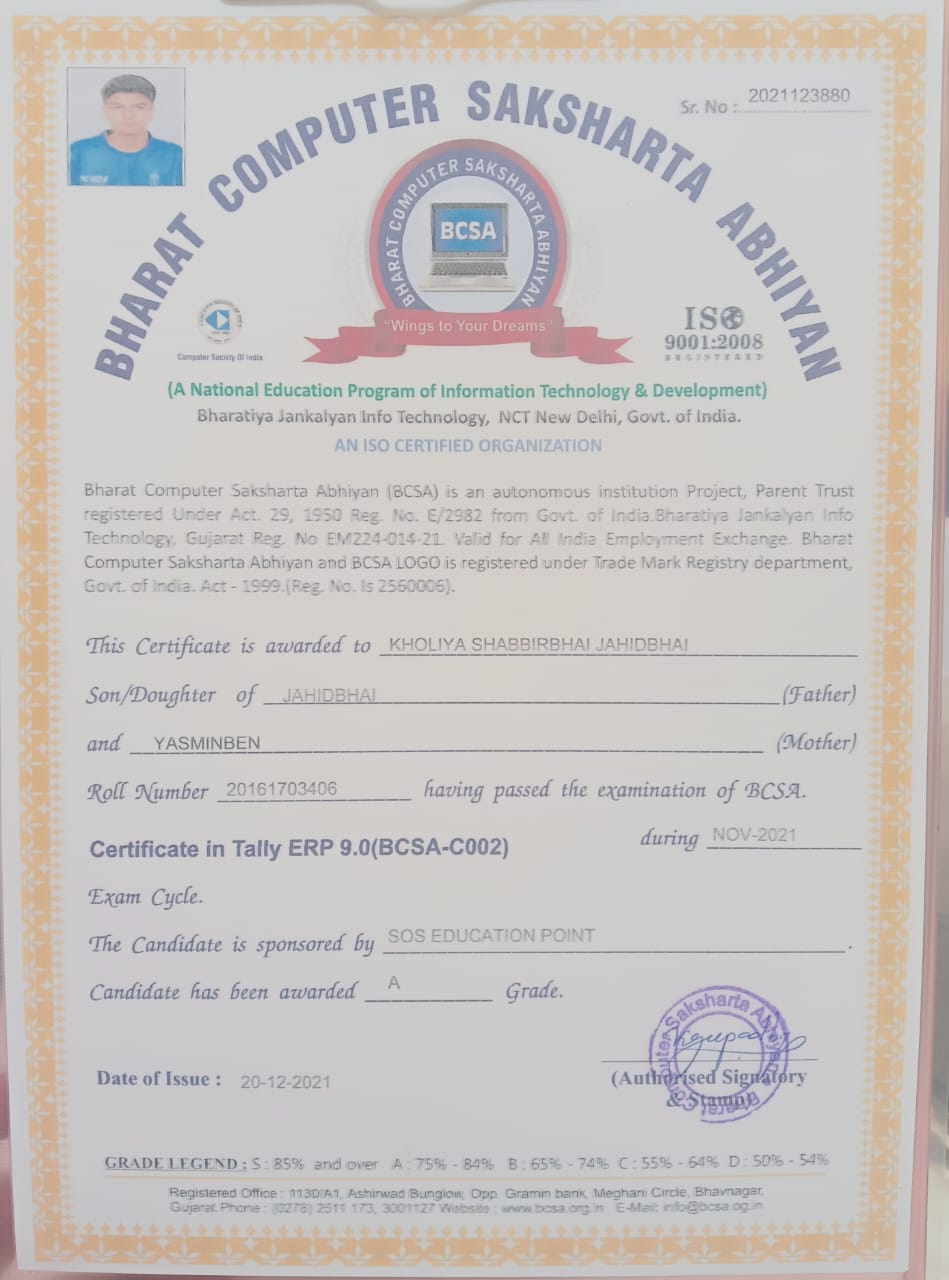 Sr. No : 2021123880
BHARAT COMPUTER SAKSHARTA ABHIYAN
BHARAT COMPUTER SAKSHARTA ABHIYAN
BCSA
"Wings to Your Dreams"
Computer Society Of India
ISO
9001:2008
REGISTERED
(A National Education Program of Information Technology & Development)
Bharatiya Jankalyan Info Technology, NCT New Delhi, Govt. of India.
AN ISO CERTIFIED ORGANIZATION
Bharat Computer Saksharta Abhiyan (BCSA) is an autonomous institution Project, Parent Trust
registered Under Act. 29, 1950 Reg. No. E/2982 from Govt. of India.Bharatiya Jankalyan Info
Technology, Gujarat Reg. No EM224-014-21. Valid for All India Employment Exchange. Bharat
Computer Saksharta Abhiyan and BCSA LOGO is registered under Trade Mark Registry department,
Govt. of India. Act - 1999.(Reg. No. Is 2560006).
This Certificate is awarded to KHOLIYA SHABBIRBHAI JAHIDBHAI
Son/Doughter of JAHIDBHAI (Father)
and YASMINBEN (Mother)
Roll Number 20161703406 having passed the examination of BCSA.
Certificate in Tally ERP 9.0(BCSA-C002) during NOV-2021
Exam Cycle.
The Candidate is sponsored by SOS EDUCATION POINT.
Candidate has been awarded A Grade.
Computer Saksharta Abhiyan Bharat
Date of Issue : 20-12-2021
(Authorised Signatory
& Stamp)
GRADE LEGEND : S : 85% and over A : 75% - 84% B : 65% - 74% C : 55% - 64% D : 50% - 54%
Registered Office : 1130/A1, Ashirwad Bunglow, Opp. Gramin bank, Meghani Circle, Bhavnagar,
Gujarat.Phone : (0278) 2511 173, 3001127 Website : www.bcsa.org.in E-Mail: info@bcsa.og.in